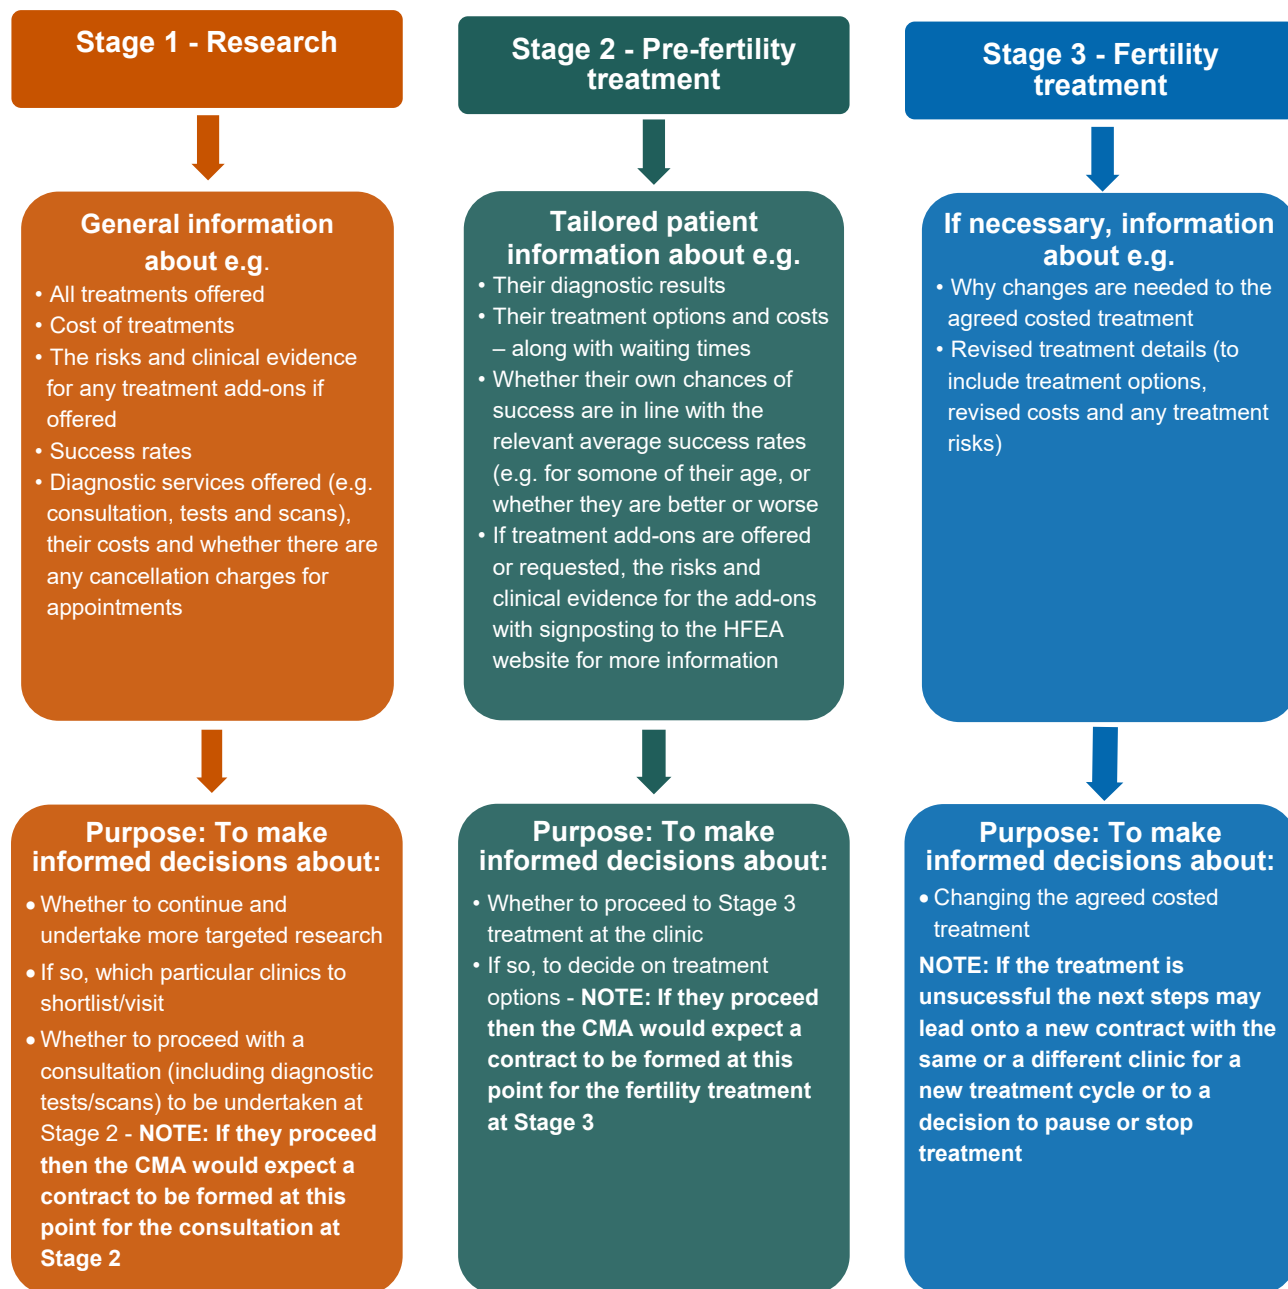 Stage 1 - Research
General information
about e.g.
• All treatments offered
• Cost of treatments
• The risks and clinical evidence
for any treatment add-ons if
offered
• Success rates
• Diagnostic services offered (e.g.
consultation, tests and scans),
their costs and whether there are
any cancellation charges for
appointments
Purpose: To make
informed decisions about:
• Whether to continue and
undertake more targeted research
• If so, which particular clinics to
shortlist/visit
• Whether to proceed with a
consultation (including diagnostic
tests/scans) to be undertaken at
Stage 2 - NOTE: If they proceed
then the CMA would expect a
contract to be formed at this
point for the consultation at
Stage 2
Stage 2 - Pre-fertility
treatment
Tailored patient
information about e.g.
• Their diagnostic results
• Their treatment options and costs
– along with waiting times
• Whether their own chances of
success are in line with the
relevant average success rates
(e.g. for somone of their age, or
whether they are better or worse
• If treatment add-ons are offered
or requested, the risks and
clinical evidence for the add-ons
with signposting to the HFEA
website for more information
Purpose: To make
informed decisions about:
• Whether to proceed to Stage 3
treatment at the clinic
• If so, to decide on treatment
options - NOTE: If they proceed
then the CMA would expect a
contract to be formed at this
point for the fertility treatment
at Stage 3
Stage 3 - Fertility
treatment
If necessary, information
about e.g.
• Why changes are needed to the
agreed costed treatment
• Revised treatment details (to
include treatment options,
revised costs and any treatment
risks)
Purpose: To make
informed decisions about:
• Changing the agreed costed
treatment
NOTE: If the treatment is
unsucessful the next steps may
lead onto a new contract with the
same or a different clinic for a
new treatment cycle or to a
decision to pause or stop
treatment